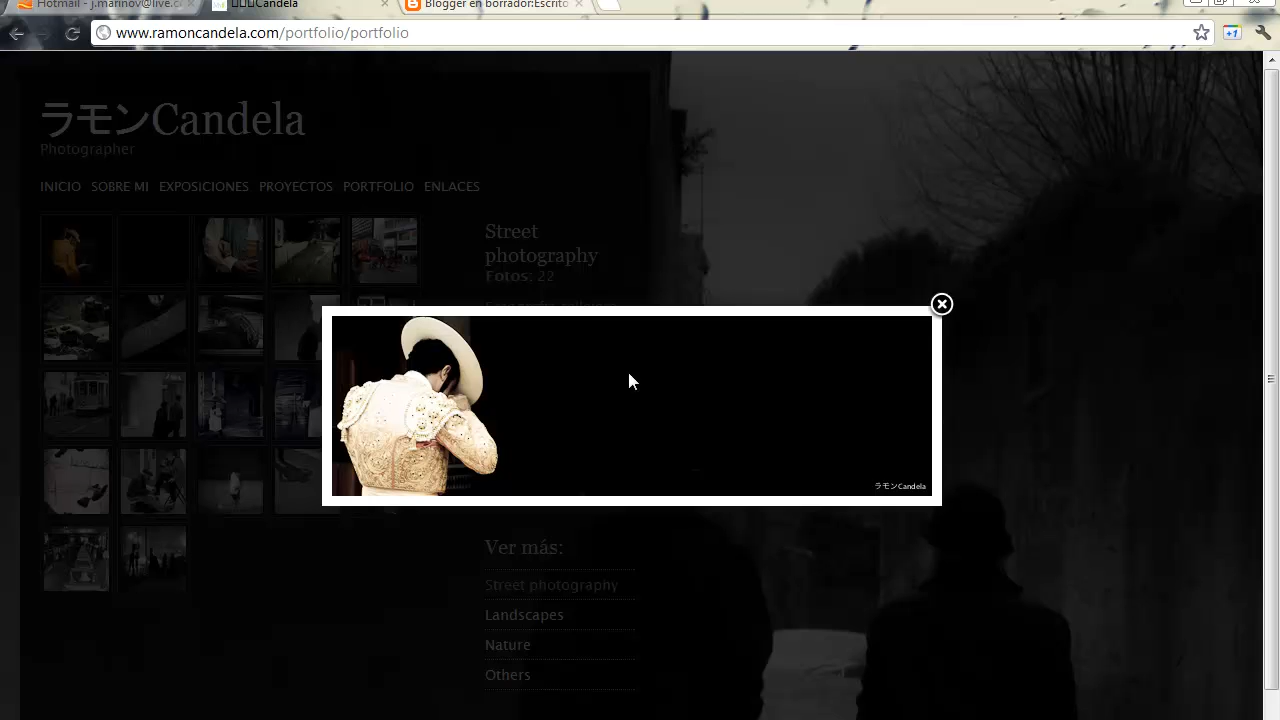 Hotmail - j.marinov@live.c
Candela
Blogger en borrador:Escrito
www.ramoncandela.com/portfolio/portfolio
+1
ラモンCandela
Photographer
INICIO SOBRE MI EXPOSICIONES PROYECTOS PORTFOLIO ENLACES
Street
photography
Fotos: 22
ラモンCandela
Ver más:
Street photography
Landscapes
Nature
Others